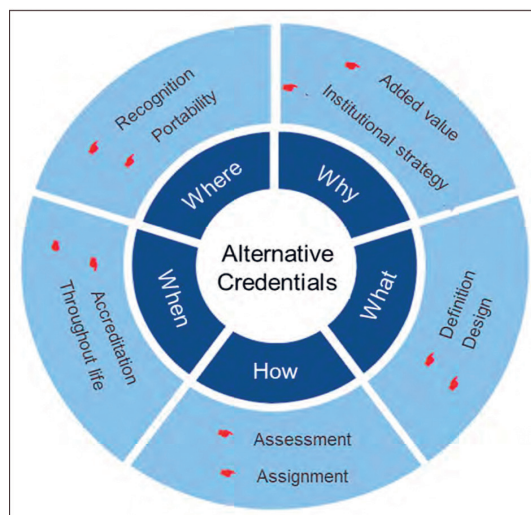 Alternative
Credentials
Why
Added value
Institutional strategy
What
Definition
Design
How
Assessment
Assignment
When
Accreditation
Throughout life
Where
Recognition
Portability